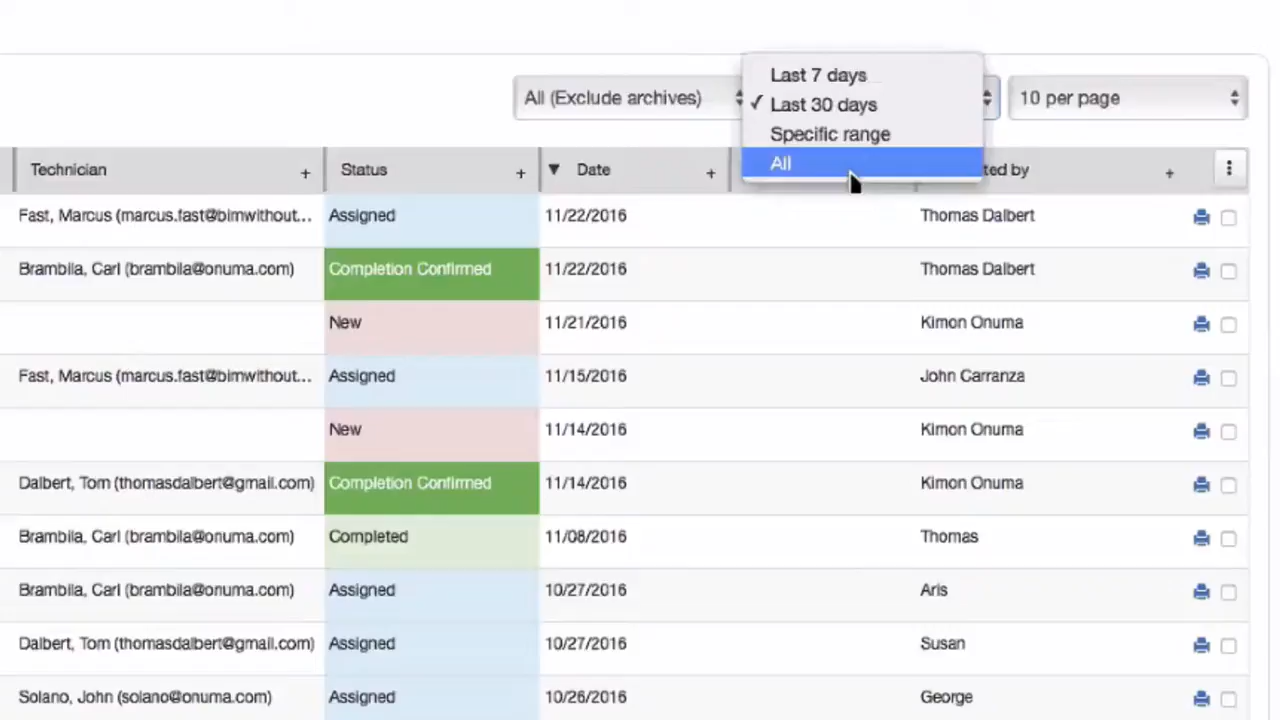 Last 7 days
All (Exclude archives) ✓ Last 30 days 10 per page
Specific range
All
Technician + Status + ▼ Date + ted by +
Fast, Marcus (marcus.fast@bimwithout... Assigned 11/22/2016 Thomas Dalbert
Brambila, Carl (brambila@onuma.com) Completion Confirmed 11/22/2016 Thomas Dalbert
New 11/21/2016 Kimon Onuma
Fast, Marcus (marcus.fast@bimwithout... Assigned 11/15/2016 John Carranza
New 11/14/2016 Kimon Onuma
Dalbert, Tom (thomasdalbert@gmail.com) Completion Confirmed 11/14/2016 Kimon Onuma
Brambila, Carl (brambila@onuma.com) Completed 11/08/2016 Thomas
Brambila, Carl (brambila@onuma.com) Assigned 10/27/2016 Aris
Dalbert, Tom (thomasdalbert@gmail.com) Assigned 10/27/2016 Susan
Solano, John (solano@onuma.com) Assigned 10/26/2016 George